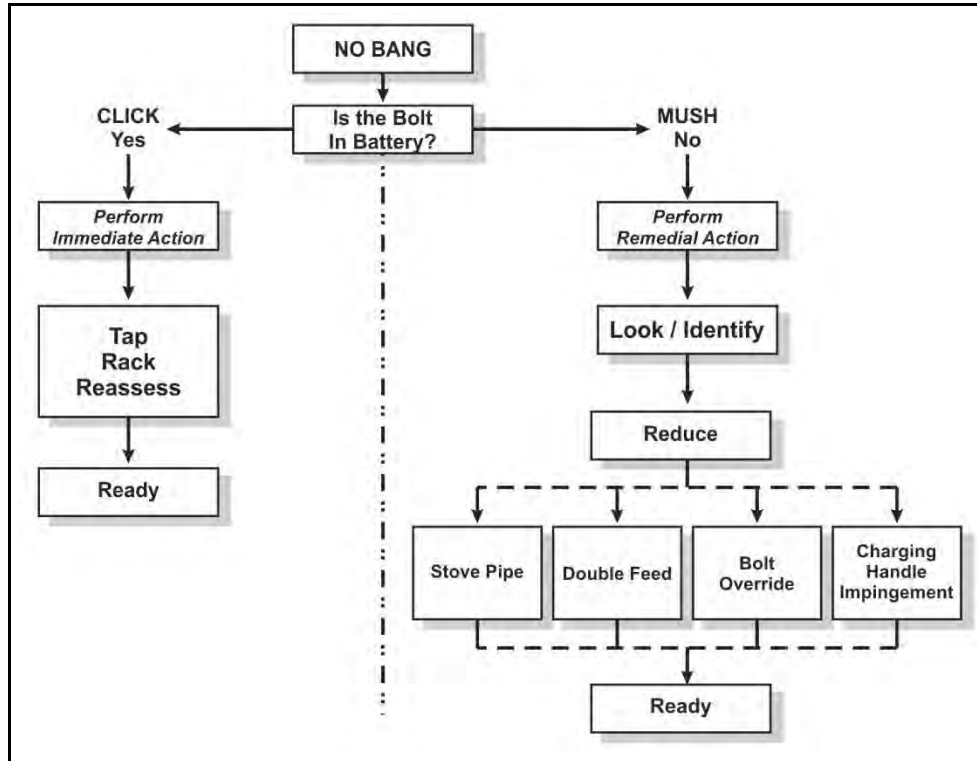 NO BANG
Is the Bolt
In Battery?
CLICK
Yes
Perform
Immediate Action
Tap
Rack
Reassess
Ready
MUSH
No
Perform
Remedial Action
Look / Identify
Reduce
Stove Pipe
Double Feed
Bolt
Override
Charging
Handle
Impingement
Ready